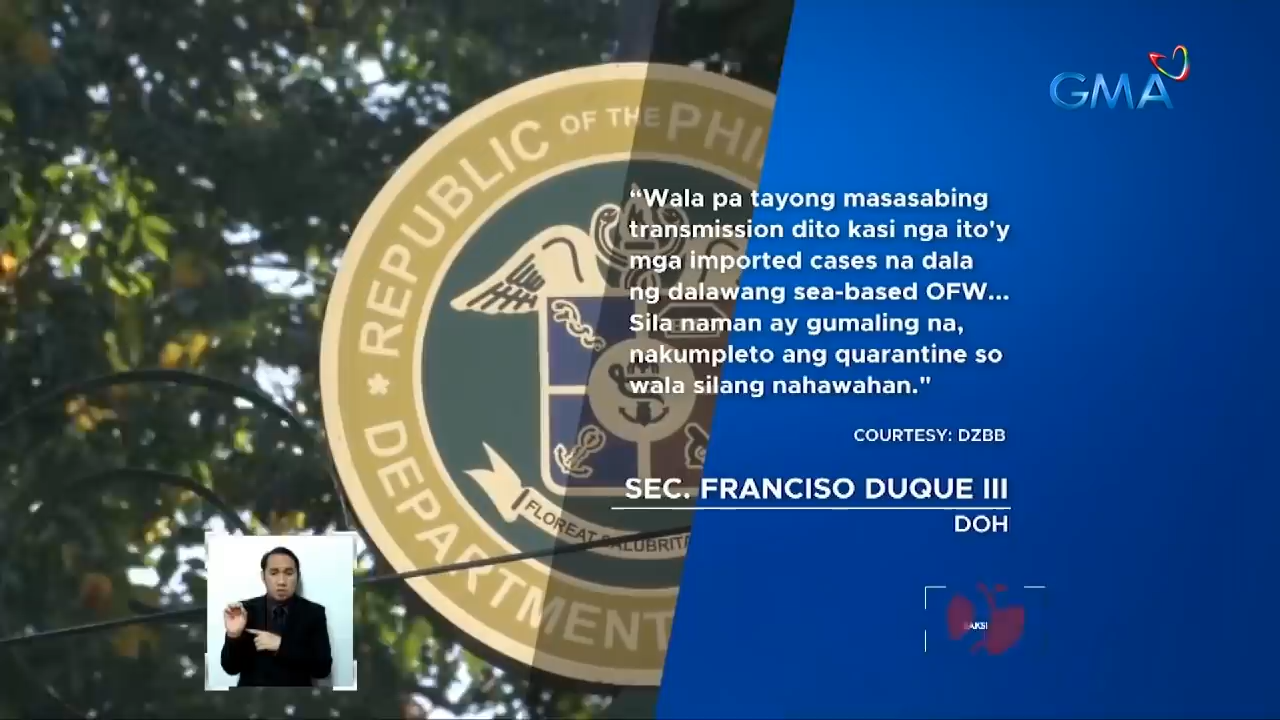 GMA
REPUBLIC OF THE PHI
* DEPARTMENT
FLOREAT SALUBRITA
“Wala pa tayong masasabing
transmission dito kasi nga ito'y
mga imported cases na dala
ng dalawang sea-based OFW...
Sila naman ay gumaling na,
nakumpleto ang quarantine so
wala silang nahawahan."
COURTESY: DZBB
SEC. FRANCISO DUQUE III
DOH
SAKSI